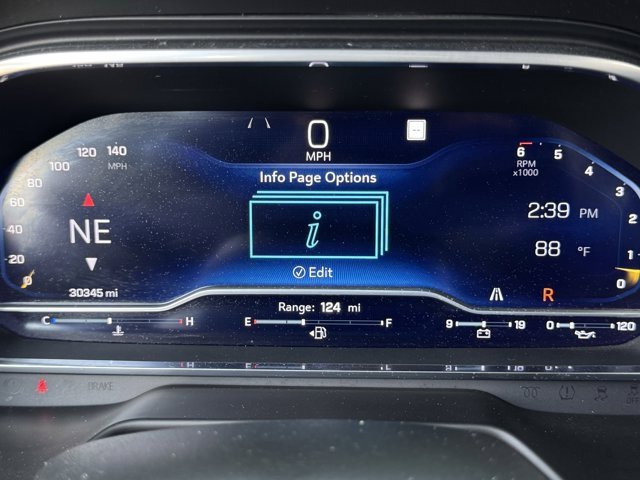 0
MPH
Info Page Options
i
Edit
140
120
MPH
100
80
60
40
20
0
NE
30345 mi
6
5
4
3
2
1
0
RPM
x1000
2:39 PM
88 °F
R
Range: 124 mi
C H
E F
9 19
0 120
BRAKE